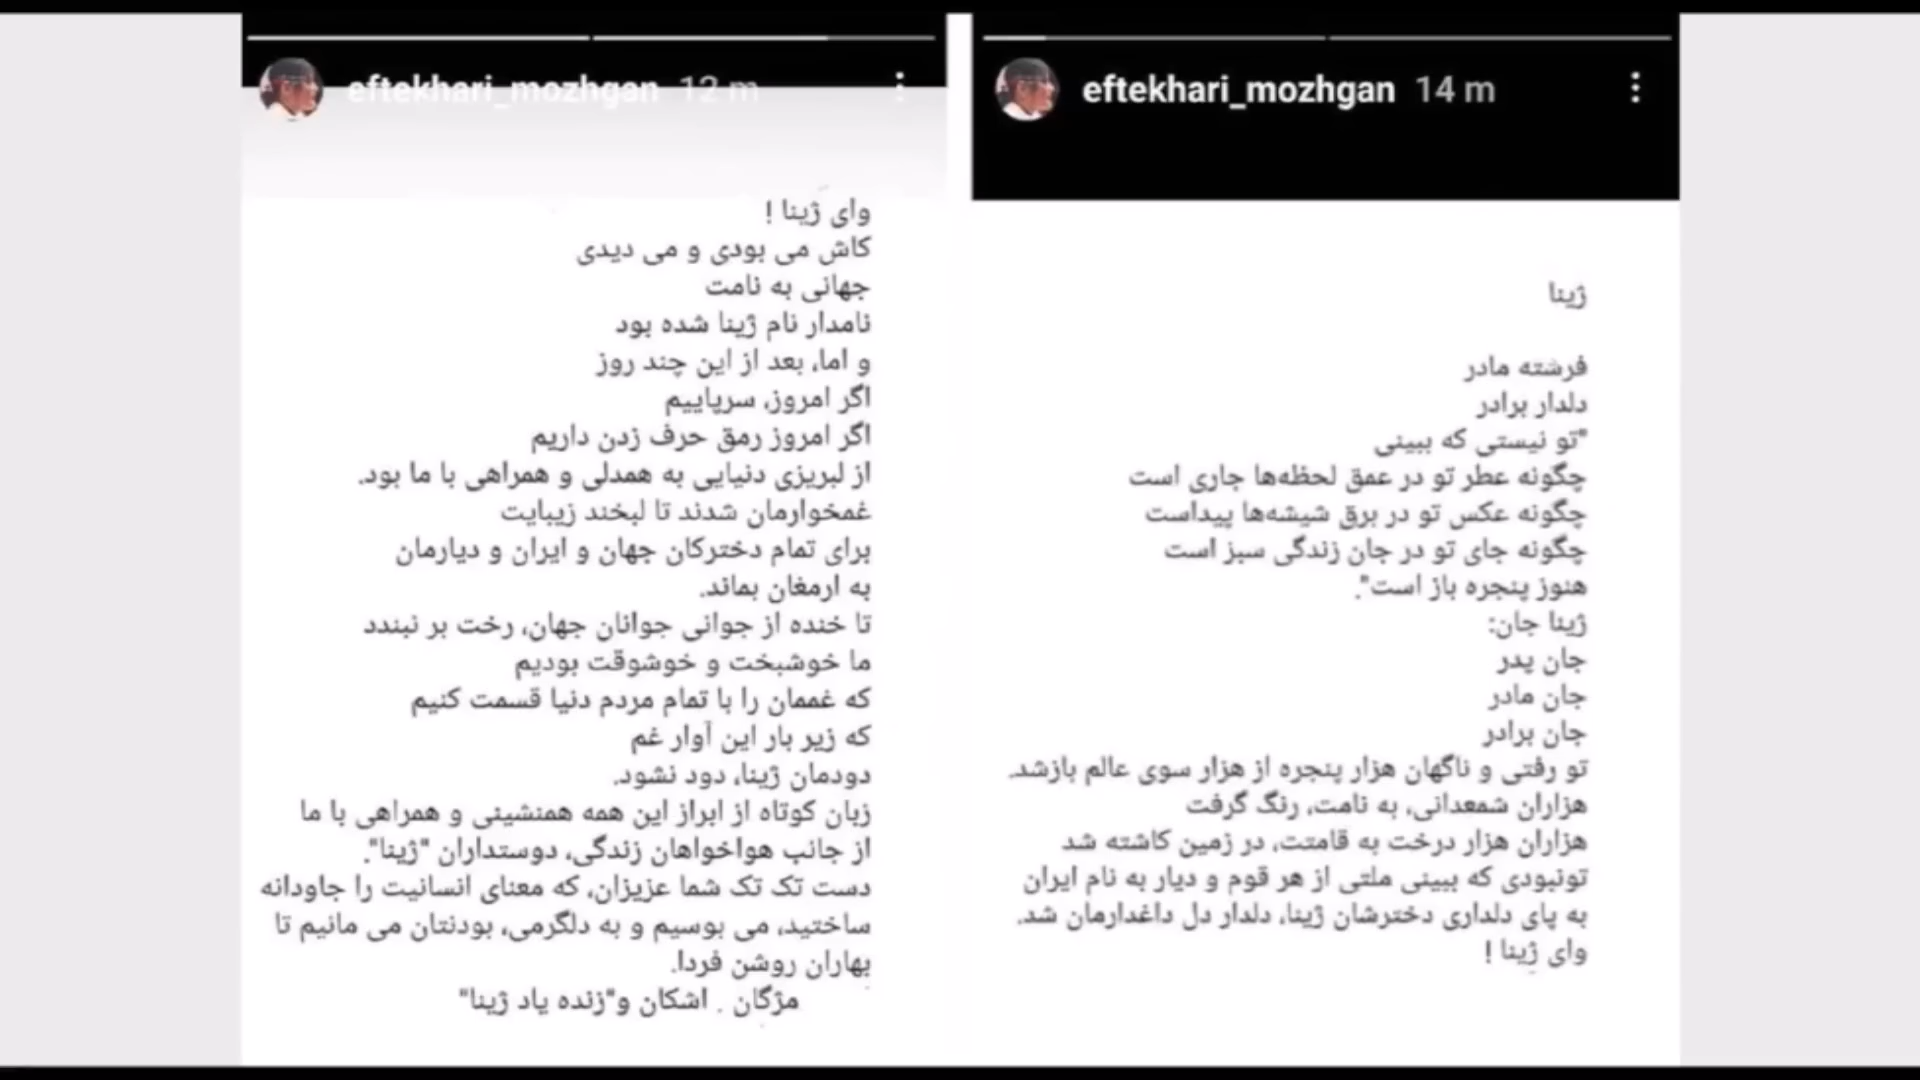 eftekhari_mozhgan 14 m
ژینا
فرشته مادر
دلدار برادر
"تو نیستی که ببینی
چگونه عطر تو در عمق لحظه‌ها جاری است
چگونه عکس تو در برق شیشه‌ها پیداست
چگونه جای تو در جان زندگی سبز است
هنوز پنجره باز است".
ژینا جان:
جان پدر
جان مادر
جان برادر
تو رفتی و ناگهان هزار پنجره از هزار سوی عالم بازشد.
هزاران شمعدانی، به نامت، رنگ گرفت
هزاران هزار درخت به قامتت، در زمین کاشته شد
تونبودی که ببینی ملتی از هر قوم و دیار به نام ایران
به پای دلداری دخترشان ژینا، دلدار دل داغدارمان شد.
وای ژینا !
eftekhari_mozhgan 12 m
وای ژینا !
کاش می بودی و می دیدی
جهانی به نامت
نامدار نام ژینا شده بود
و اما، بعد از این چند روز
اگر امروز، سرپاییم
اگر امروز رمق حرف زدن داریم
از لبریزی دنیایی به همدلی و همراهی با ما بود.
غمخوارمان شدند تا لبخند زیبایت
برای تمام دخترکان جهان و ایران و دیارمان
به ارمغان بماند.
تا خنده از جوانی جوانان جهان، رخت بر نبندد
ما خوشبخت و خوشوقت بودیم
که غممان را با تمام مردم دنیا قسمت کنیم
که زیر بار این آوار غم
دودمان ژینا، دود نشود.
زبان کوتاه از ابراز این همه همنشینی و همراهی با ما
از جانب هواخواهان زندگی، دوستداران "ژینا".
دست تک تک شما عزیزان، که معنای انسانیت را جاودانه
ساختید، می بوسیم و به دلگرمی، بودنتان می مانیم تا
بهاران روشن فردا.
مژگان . اشکان و"زنده یاد ژینا"